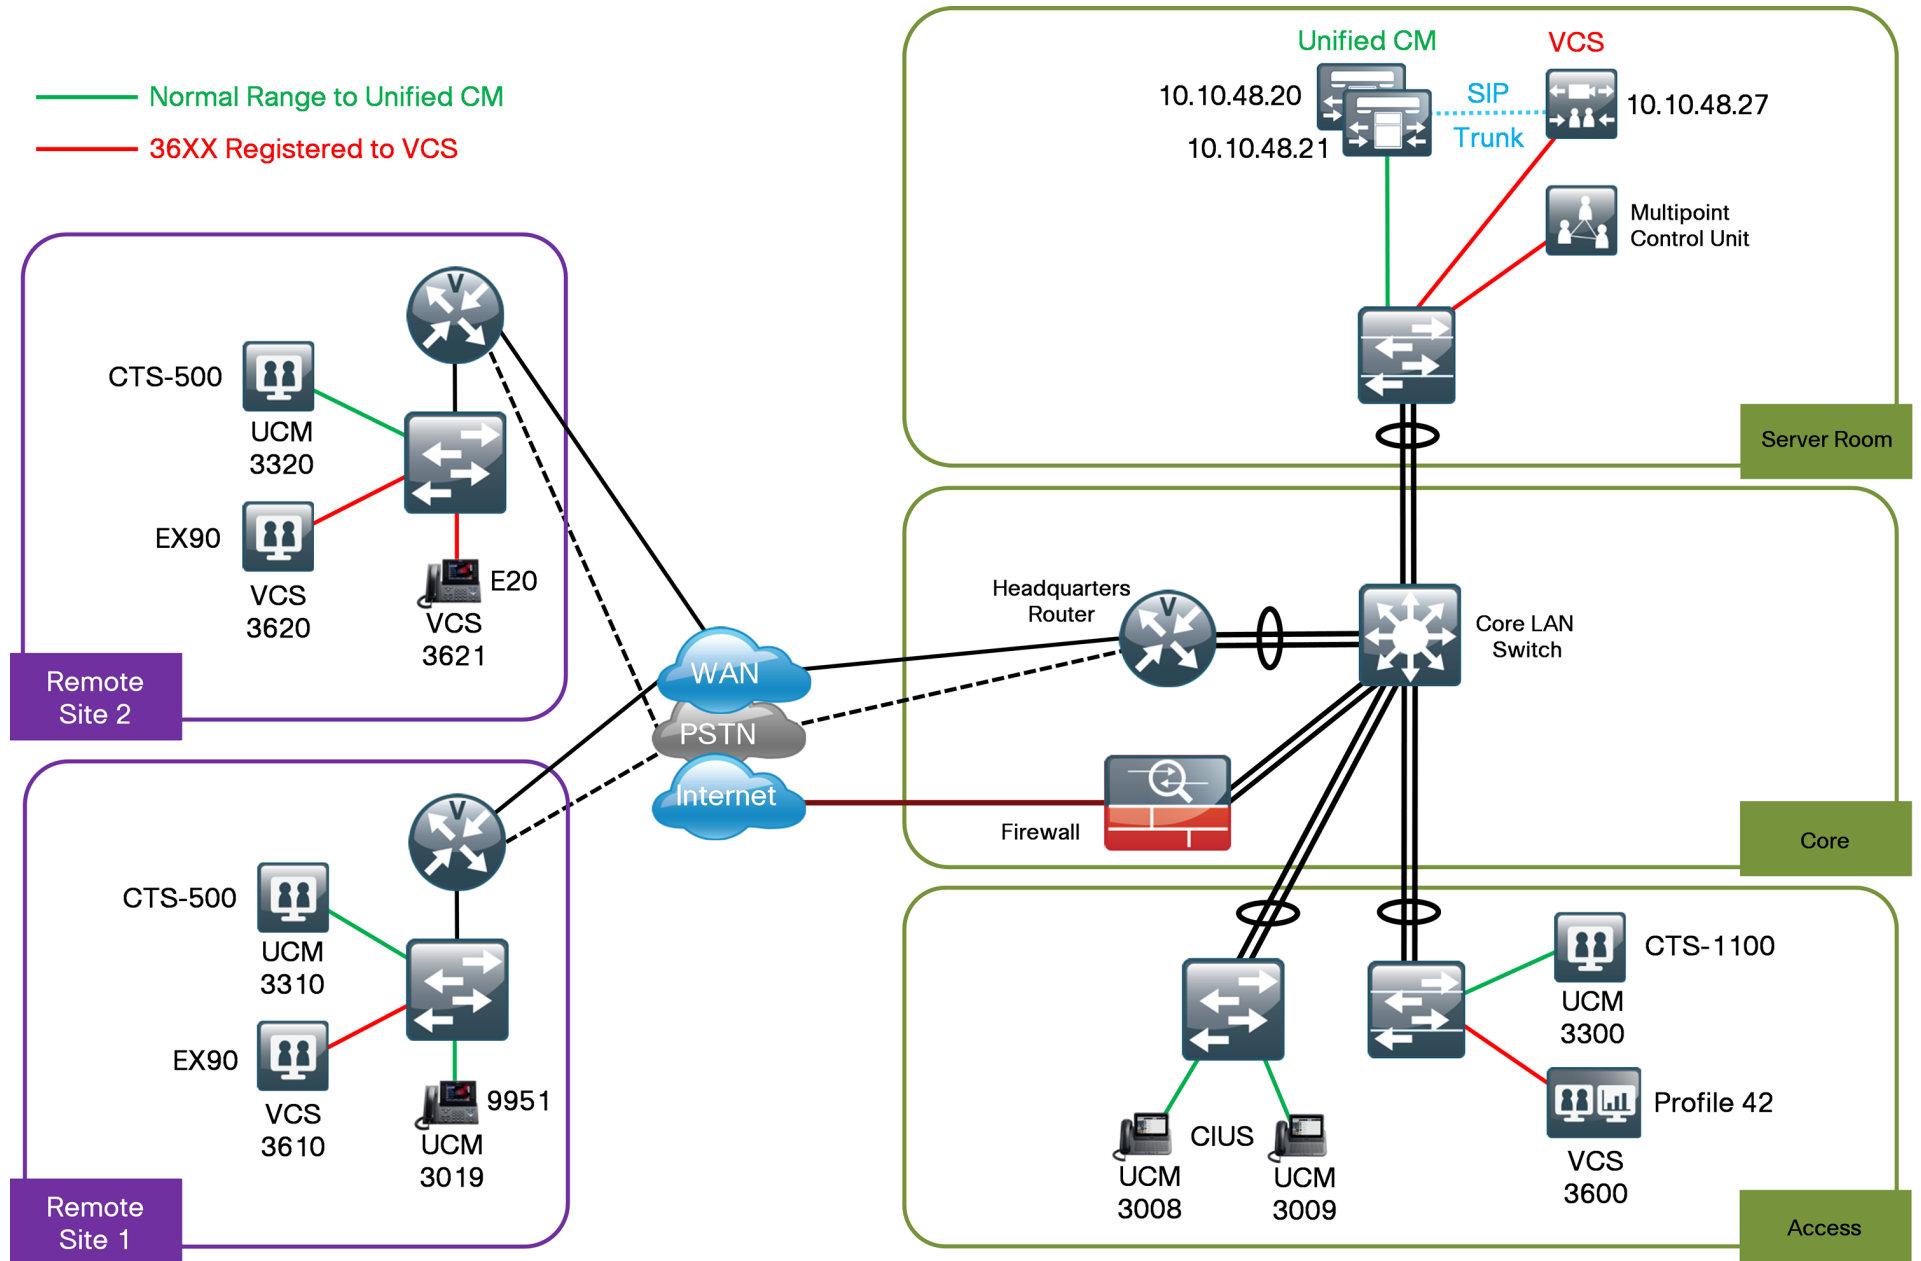 Normal Range to Unified CM
36XX Registered to VCS
Unified CM
VCS
10.10.48.20
SIP
10.10.48.27
10.10.48.21
Trunk
Multipoint
Control Unit
Server Room
V
CTS-500
UCM
3320
EX90
VCS
3620
E20
VCS
3621
Remote
Site 2
WAN
PSTN
Internet
Headquarters
Router
V
Core LAN
Switch
Firewall
Core
V
CTS-500
UCM
3310
EX90
VCS
3610
9951
UCM
3019
Remote
Site 1
CTS-1100
UCM
3300
Profile 42
VCS
3600
CIUS
UCM
3008
UCM
3009
Access